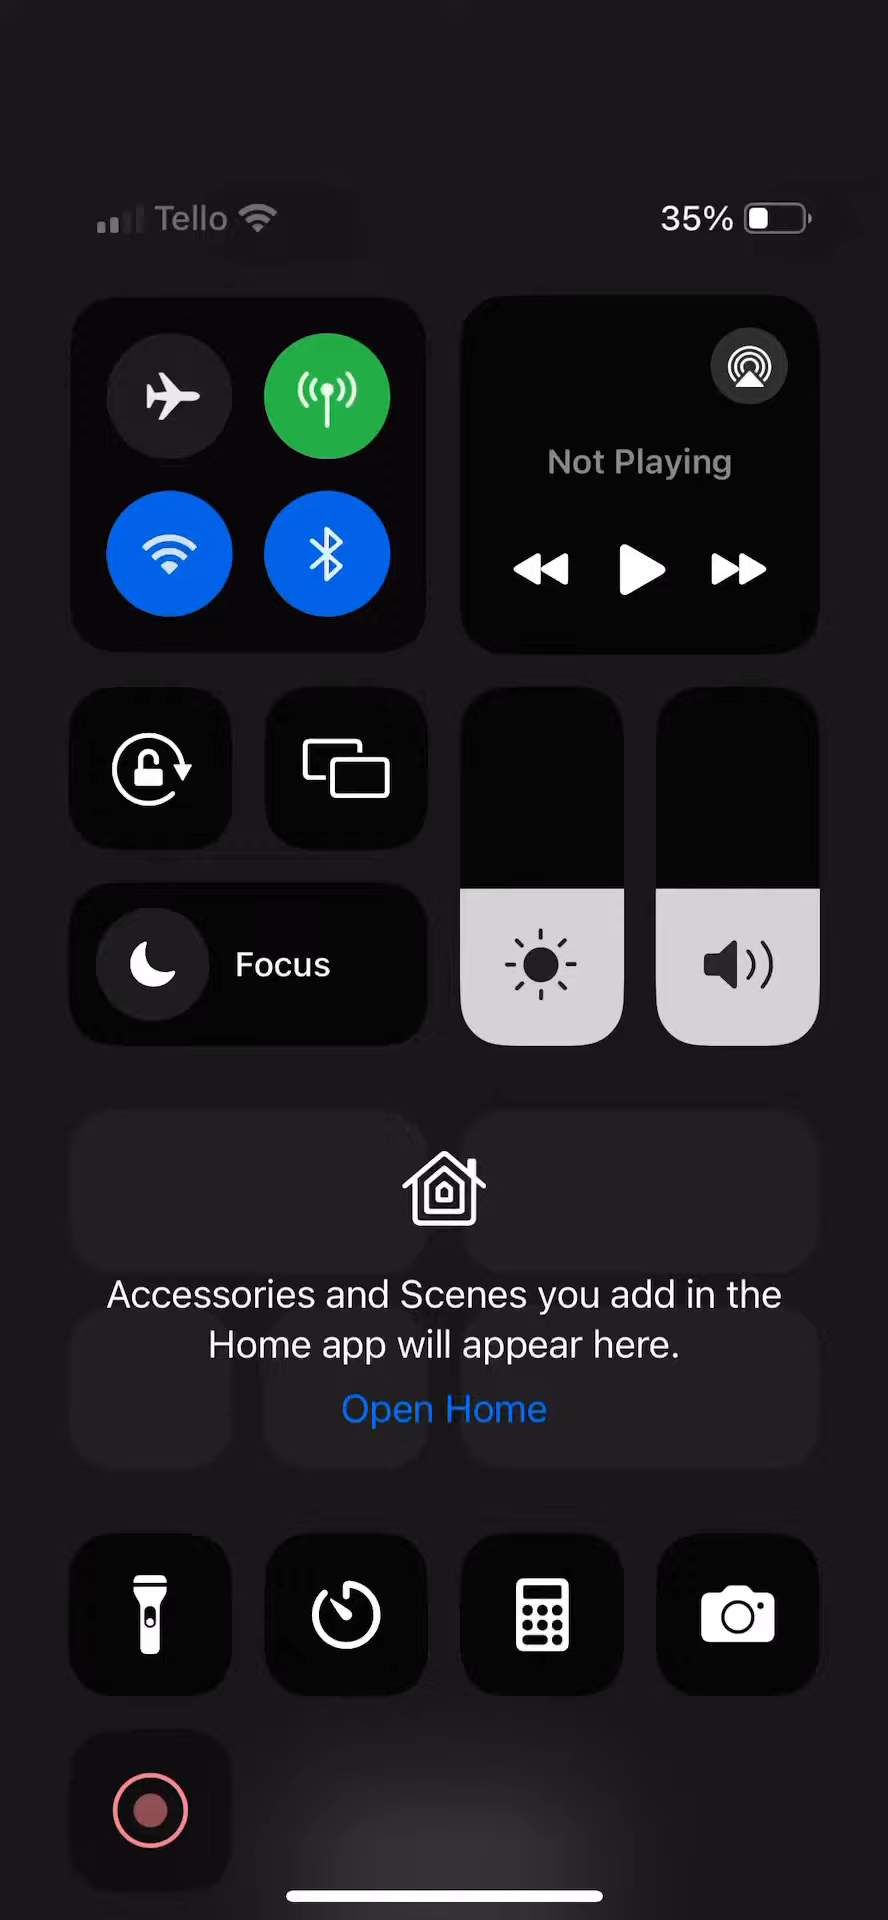 Tello
35%
Not Playing
Focus
Accessories and Scenes you add in the
Home app will appear here.
Open Home